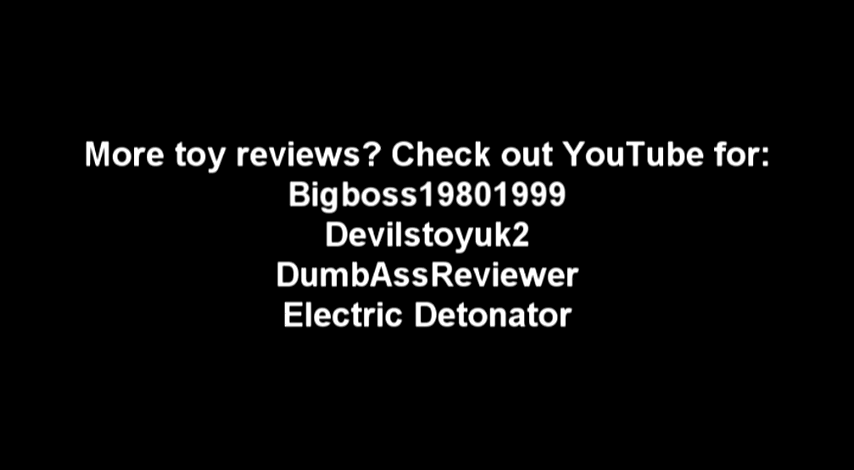 More toy reviews? Check out YouTube for:
Bigboss19801999
Devilstoyuk2
DumbAssReviewer
Electric Detonator